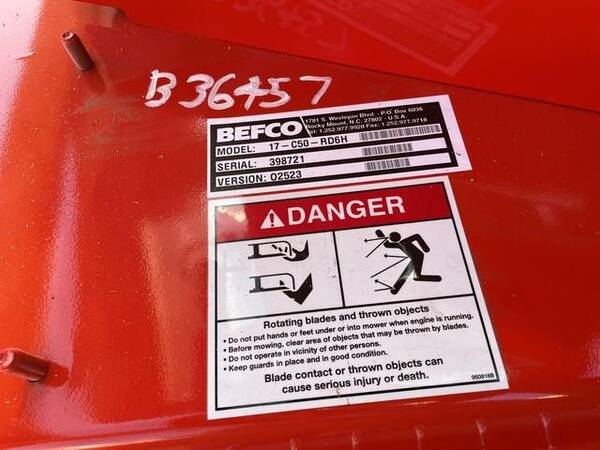 B36457
BEFCO
1781 S. Wesleyan Blvd. - P.O. Box 6036
Rocky Mount, N.C. 27802 - U.S.A
Tel: 1.252.977.9920 Fax: 1.252.977.9718
MODEL: 17-C50-RD6H
SERIAL: 398721
VERSION: 02523
DANGER
Rotating blades and thrown objects
• Do not put hands or feet under or into mower when engine is running.
• Before mowing, clear area of objects that may be thrown by blades.
• Do not operate in vicinity of other persons.
• Keep guards in place and in good condition.
Blade contact or thrown objects can
cause serious injury or death.
950618B